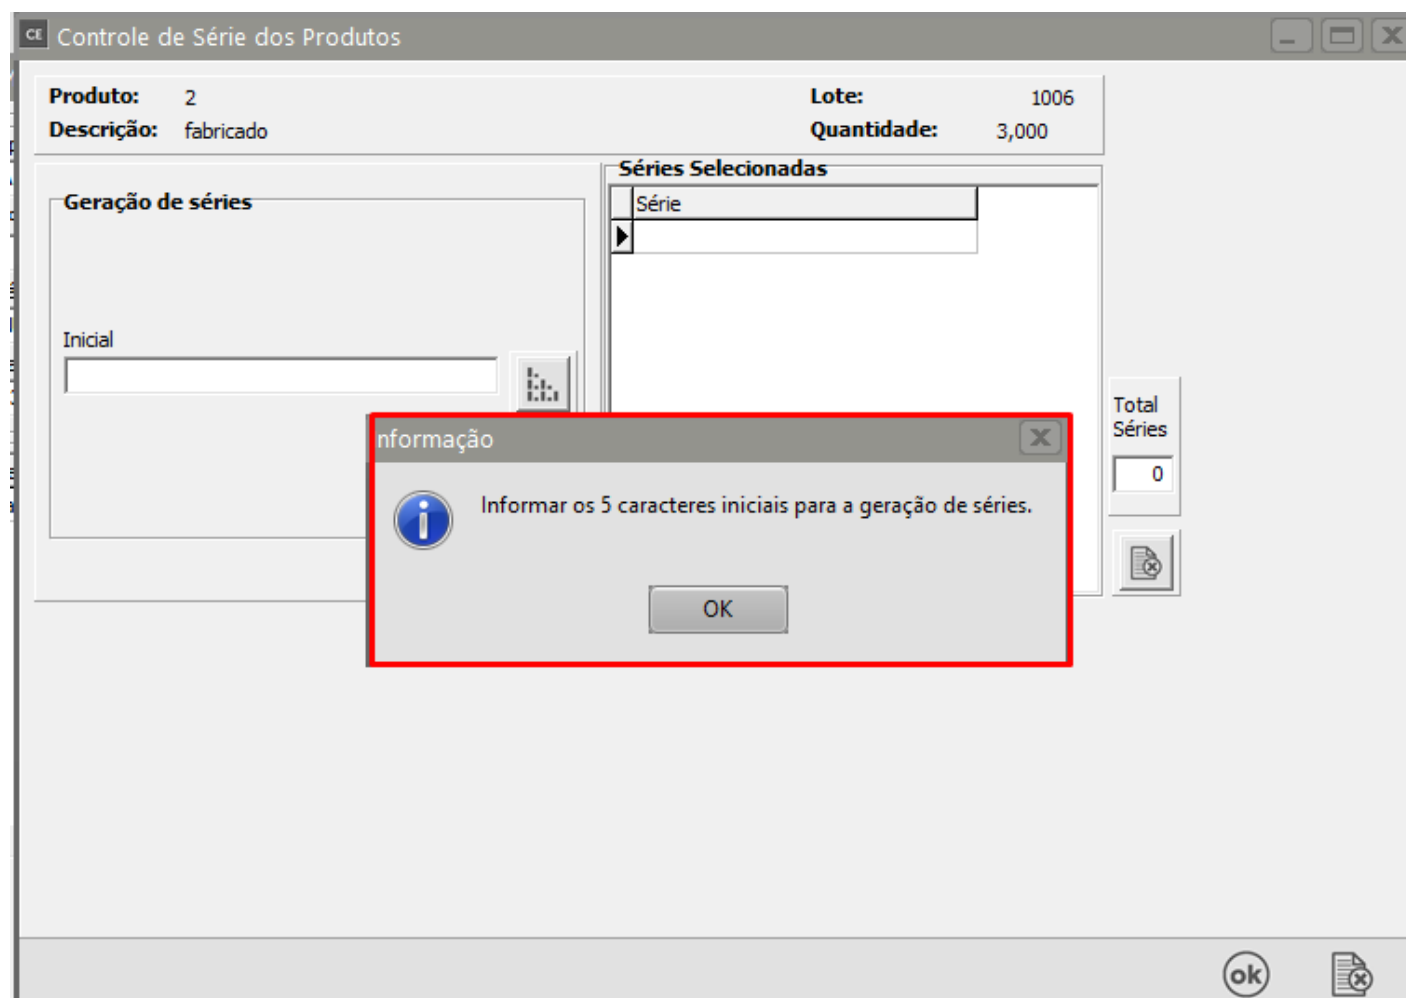 CE Controle de Série dos Produtos
Produto: 2 Lote: 1006
Descrição: fabricado Quantidade: 3,000
Geração de séries
Inicial
Séries Selecionadas
Série
Total
Séries
0
nformação
Informar os 5 caracteres iniciais para a geração de séries.
OK
ok